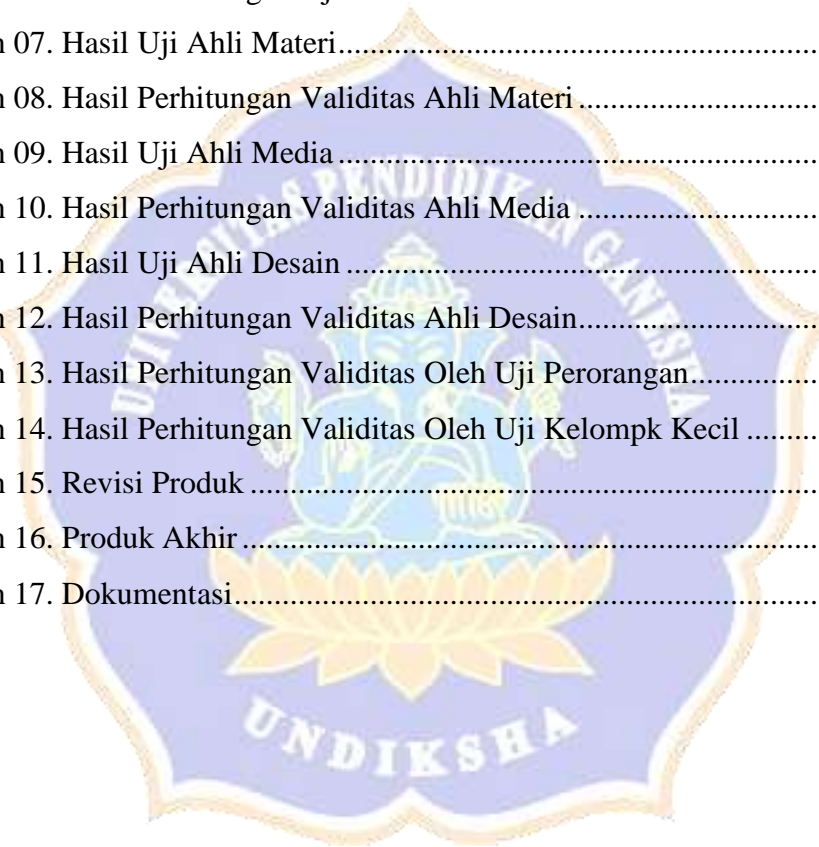 n 07. Hasil Uji Ahli Materi....................................................
n 08. Hasil Perhitungan Validitas Ahli Materi..............................
n 09. Hasil Uji Ahli Media....................................................
n 10. Hasil Perhitungan Validitas Ahli Media..............................
n 11. Hasil Uji Ahli Desain...................................................
n 12. Hasil Perhitungan Validitas Ahli Desain..............................
n 13. Hasil Perhitungan Validitas Oleh Uji Perorangan................
n 14. Hasil Perhitungan Validitas Oleh Uji Kelompk Kecil.........
n 15. Revisi Produk................................................................
n 16. Produk Akhir.................................................................
n 17. Dokumentasi..................................................................
UNIVERSITAS PENDIDIKAN GANESHA
UNDIKSHA